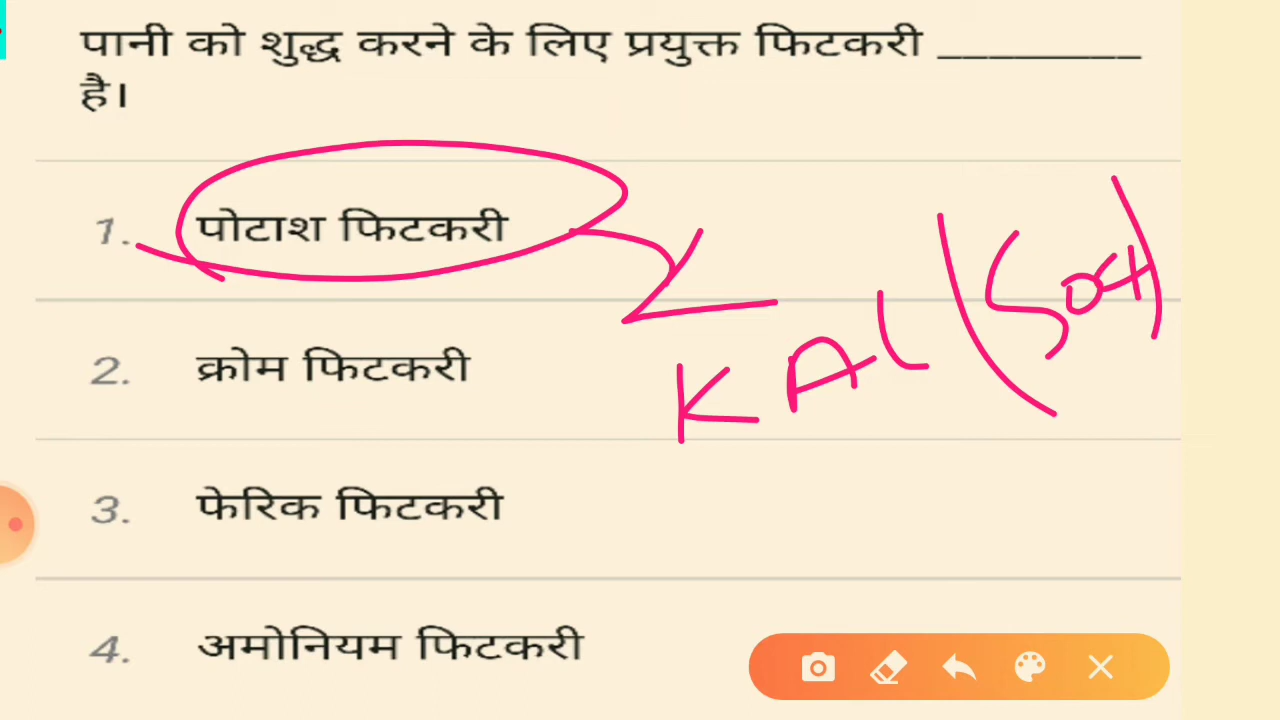 पानी को शुद्ध करने के लिए प्रयुक्त फिटकरी ________
है।
1. पोटाश फिटकरी
2. क्रोम फिटकरी
3. फेरिक फिटकरी
4. अमोनियम फिटकरी
KAl(SO4)